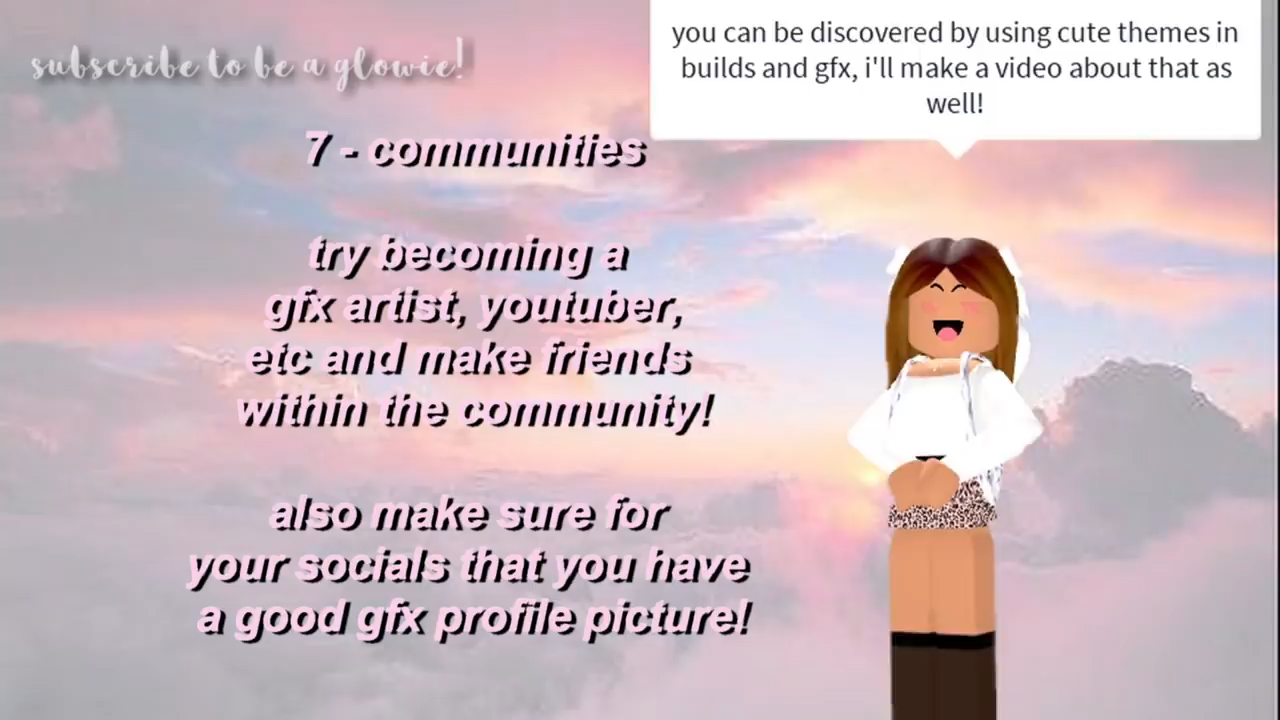 subscribe to be a glowie!
you can be discovered by using cute themes in
builds and gfx, i'll make a video about that as
well!
7 - communities
try becoming a
gfx artist, youtuber,
etc and make friends
within the community!
also make sure for
your socials that you have
a good gfx profile picture!